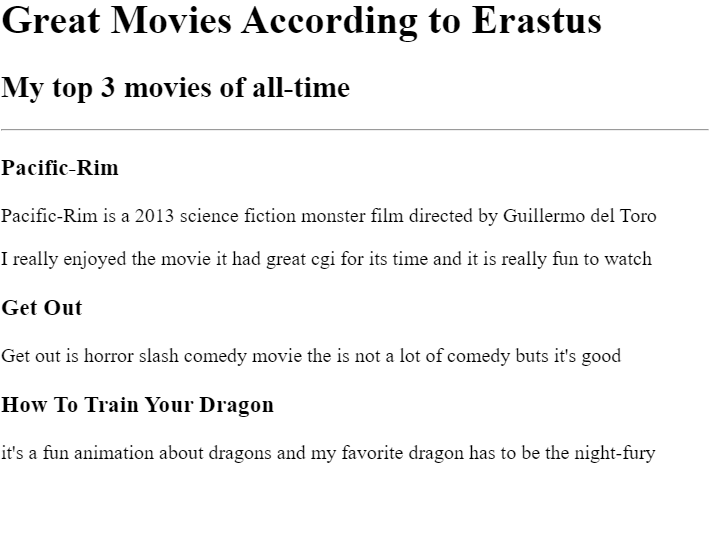 Great Movies According to Erastus
My top 3 movies of all-time
Pacific-Rim
Pacific-Rim is a 2013 science fiction monster film directed by Guillermo del Toro
I really enjoyed the movie it had great cgi for its time and it is really fun to watch
Get Out
Get out is horror slash comedy movie the is not a lot of comedy buts it's good
How To Train Your Dragon
it's a fun animation about dragons and my favorite dragon has to be the night-fury